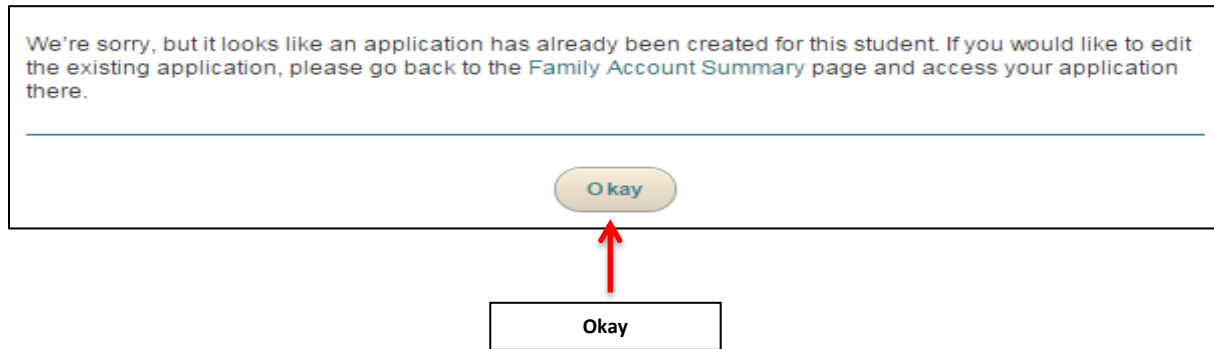 We're sorry, but it looks like an application has already been created for this student. If you would like to edit
the existing application, please go back to the Family Account Summary page and access your application
there.
Okay
Okay